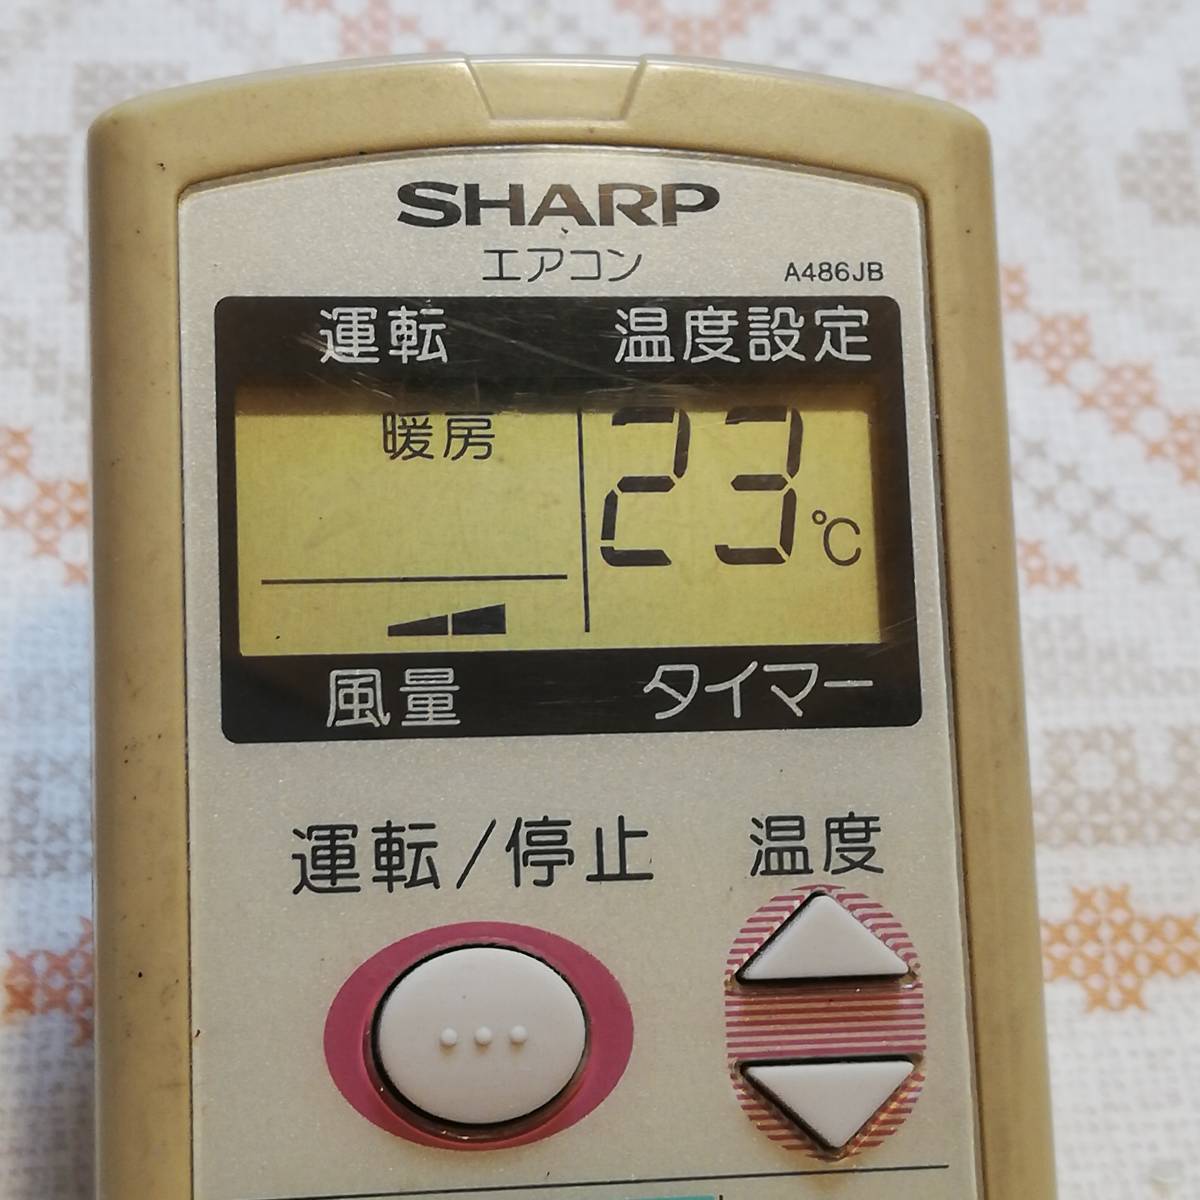 SHARP
エアコン A486JB
運転 温度設定
暖房 23℃
風量 タイマー
運転/停止 温度